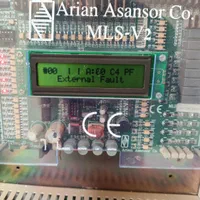 Arian Asansor Co.
MLS-V2
00 1 1 A:E0 C4 PF
External Fault
CE